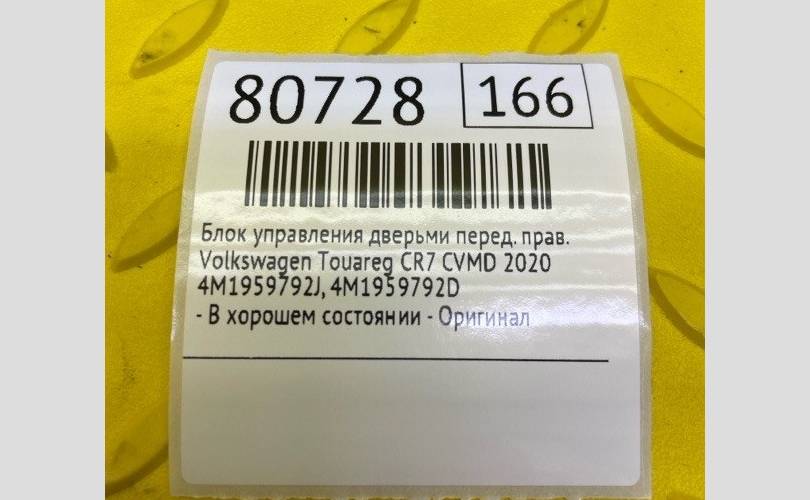 80728 166
Блок управления дверьми перед. прав.
Volkswagen Touareg CR7 CVMD 2020
4M1959792J, 4M1959792D
- В хорошем состоянии - Оригинал